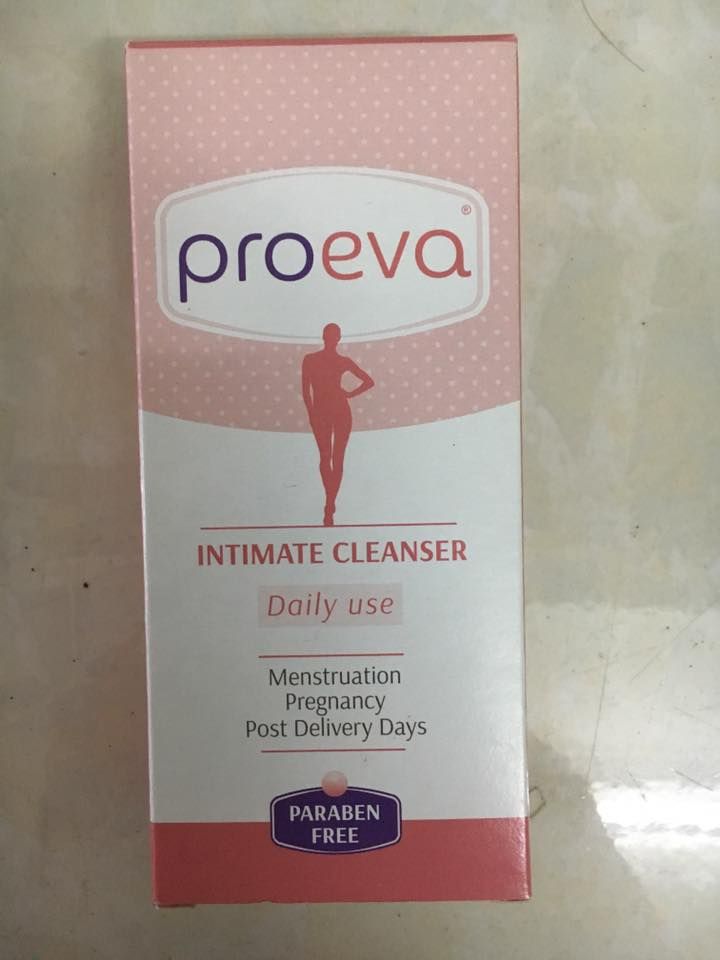 proeva®
INTIMATE CLEANSER
Daily use
Menstruation
Pregnancy
Post Delivery Days
PARABEN
FREE